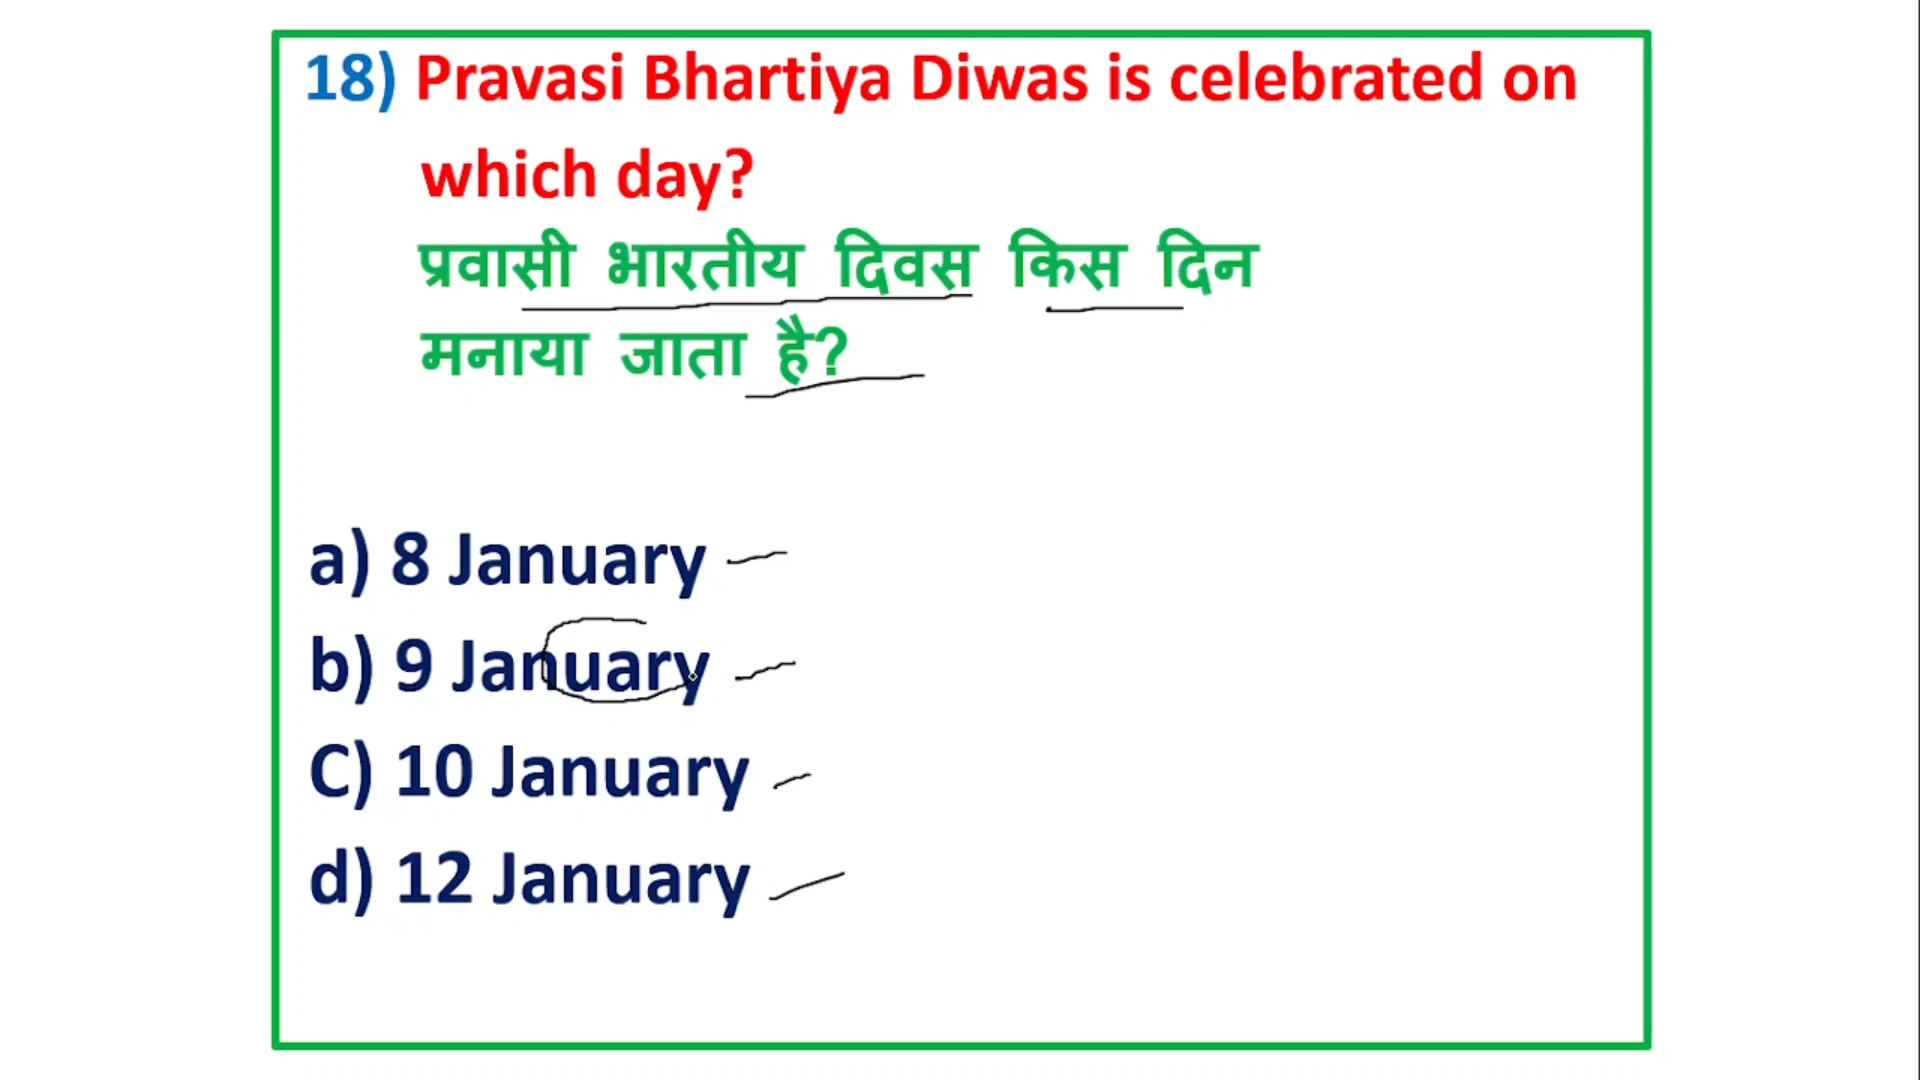 18) Pravasi Bhartiya Diwas is celebrated on
which day?
प्रवासी भारतीय दिवस किस दिन
मनाया जाता है?
a) 8 January
b) 9 January
C) 10 January
d) 12 January